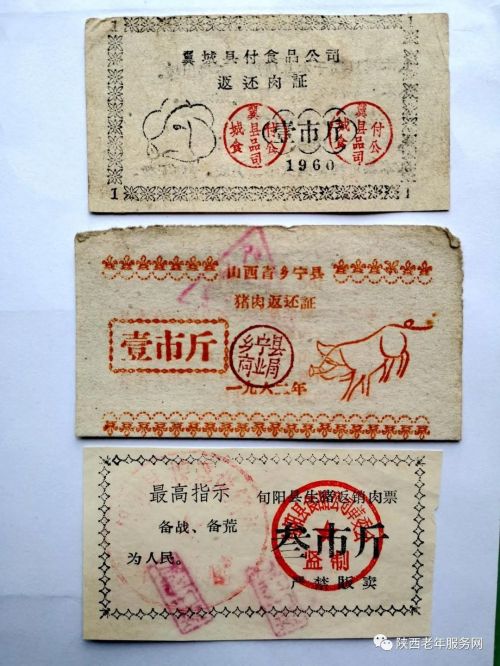 翼城县付食品公司
返还肉証
翼城县付食品公司
壹市斤
翼城县付食品公司
1960
1
1
1
1
山西省乡宁县
猪肉返还証
壹市斤
乡宁县商业局
一九六二年
最高指示
备战、备荒
为人民。
旬阳县生猪返销肉票
叁市斤
监制
严禁贩卖
陕西老年服务网